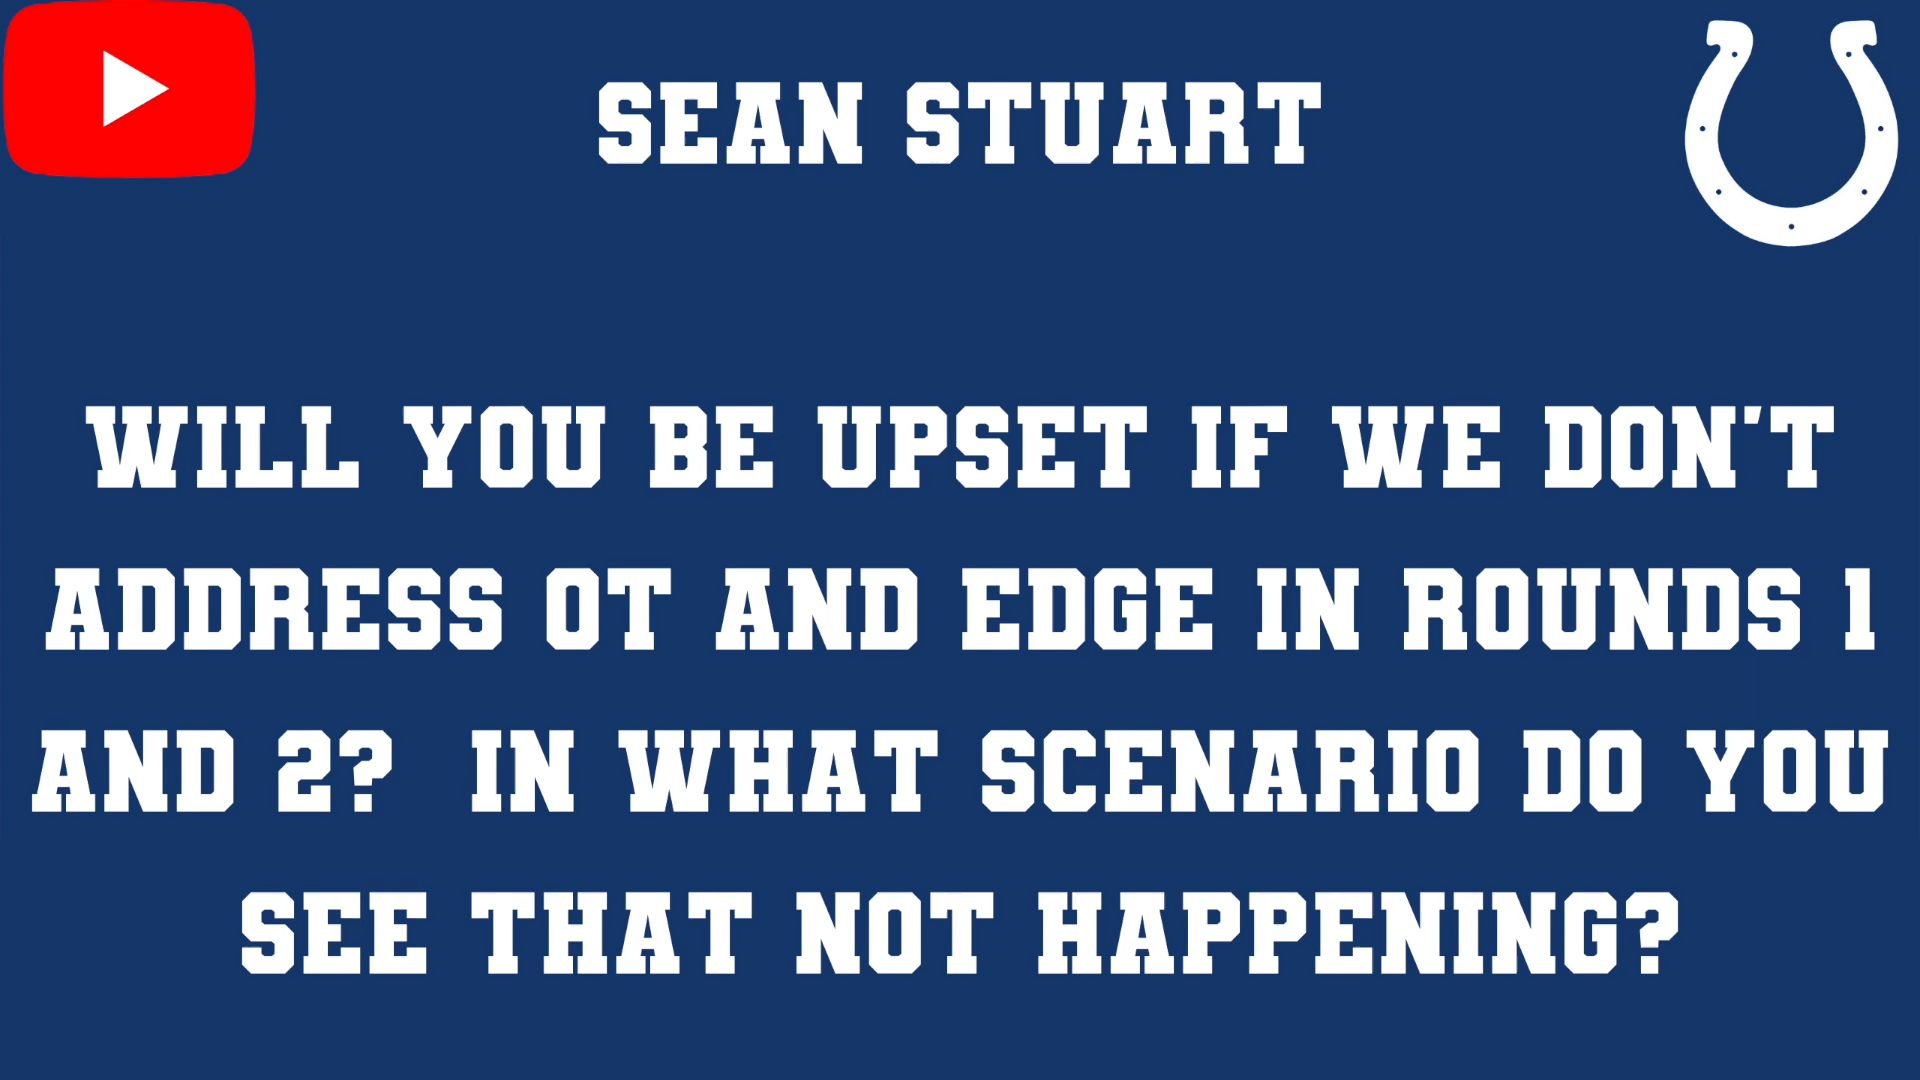 SEAN STUART
WILL YOU BE UPSET IF WE DON'T
ADDRESS OT AND EDGE IN ROUNDS 1
AND 2?  IN WHAT SCENARIO DO YOU
SEE THAT NOT HAPPENING?